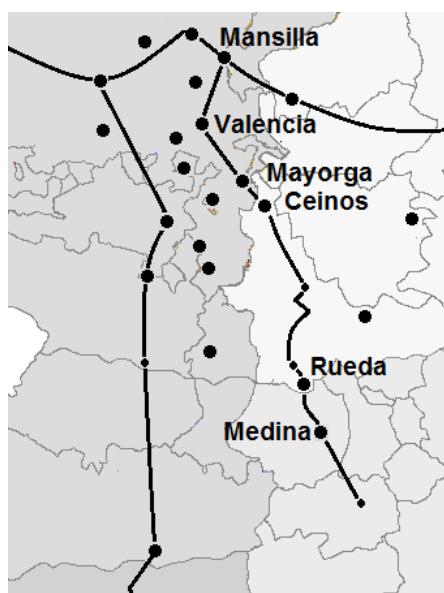 Mansilla
Valencia
Mayorga
Ceinos
Rueda
Medina